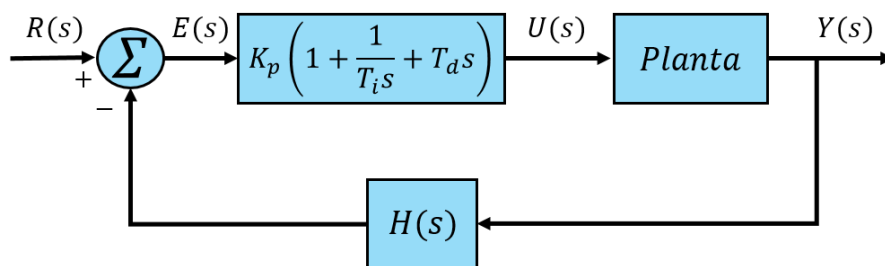 R(s)
+
−
Σ
E(s)
K_p(1 + 1/(T_i s) + T_d s)
U(s)
Planta
Y(s)
H(s)